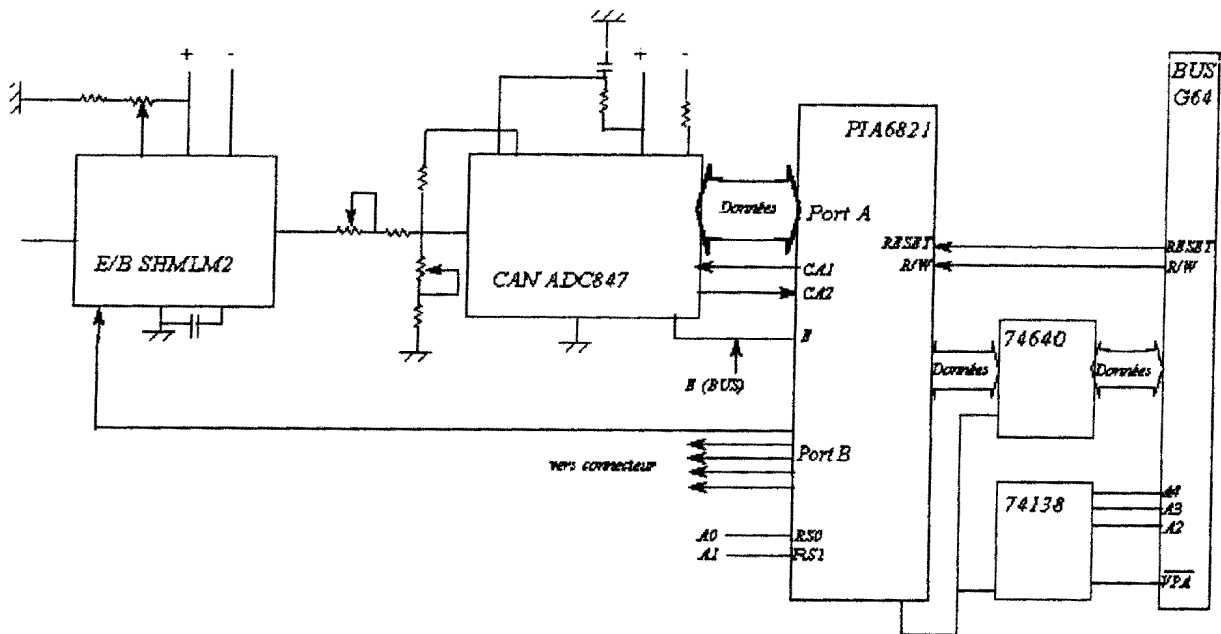 + -
+ -
BUS
G64
PIA6821
Données
Port A
RESET
R/W
RESET
R/W
E/B SHMLM2
CAN ADC847
CA1
CA2
E
74640
Données
Données
E (BUS)
Port B
vers connecteur
74138
A4
A3
A2
A0
RS0
A1
RS1
VPA